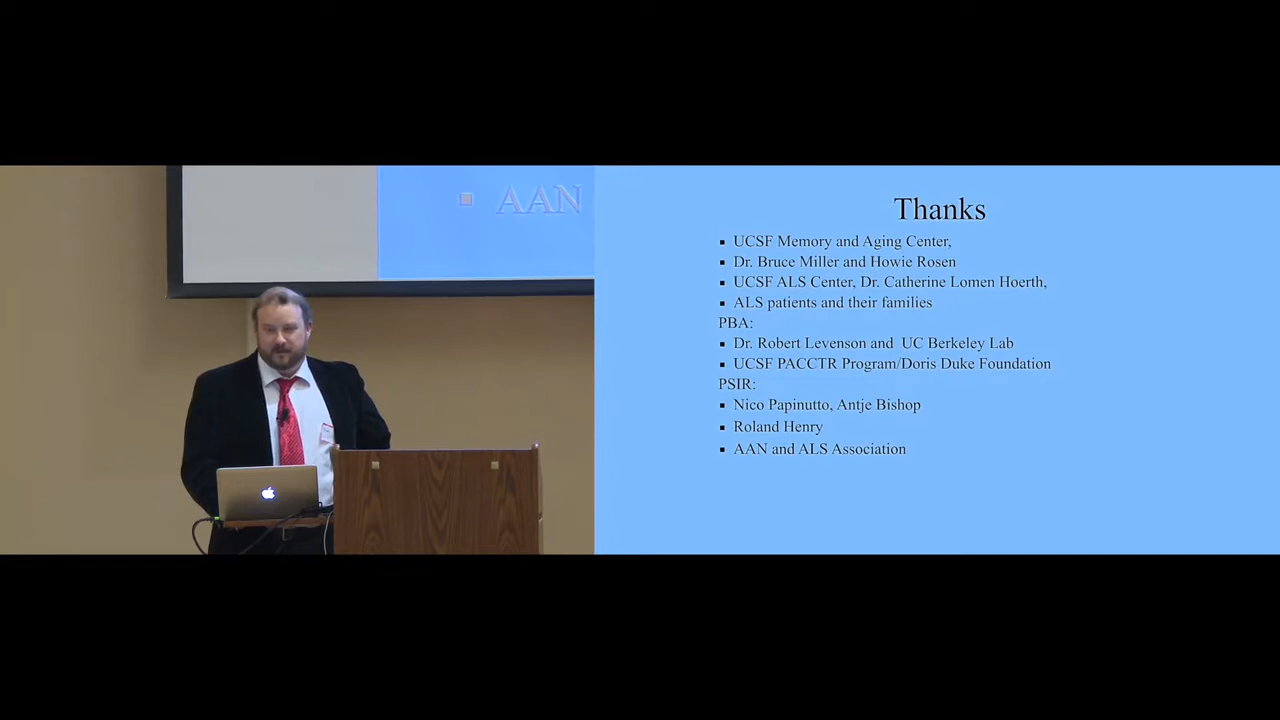 AAN
Thanks
UCSF Memory and Aging Center,
Dr. Bruce Miller and Howie Rosen
UCSF ALS Center, Dr. Catherine Lomen Hoerth,
ALS patients and their families
PBA:
Dr. Robert Levenson and UC Berkeley Lab
UCSF PACCTR Program/Doris Duke Foundation
PSIR:
Nico Papinutto, Antje Bishop
Roland Henry
AAN and ALS Association